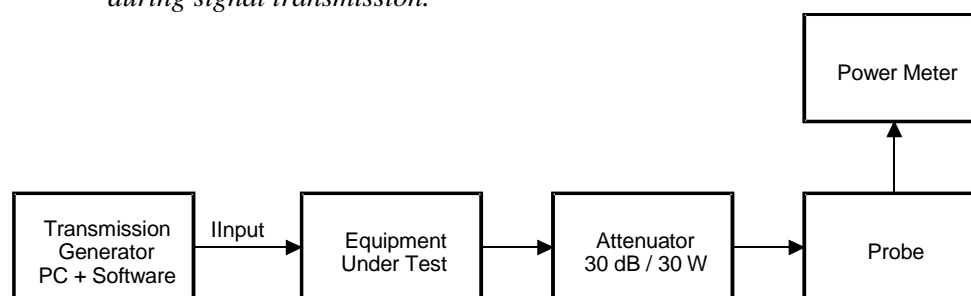 during signal transmission.
Power Meter
Transmission
Generator
PC + Software
IInput
Equipment
Under Test
Attenuator
30 dB / 30 W
Probe